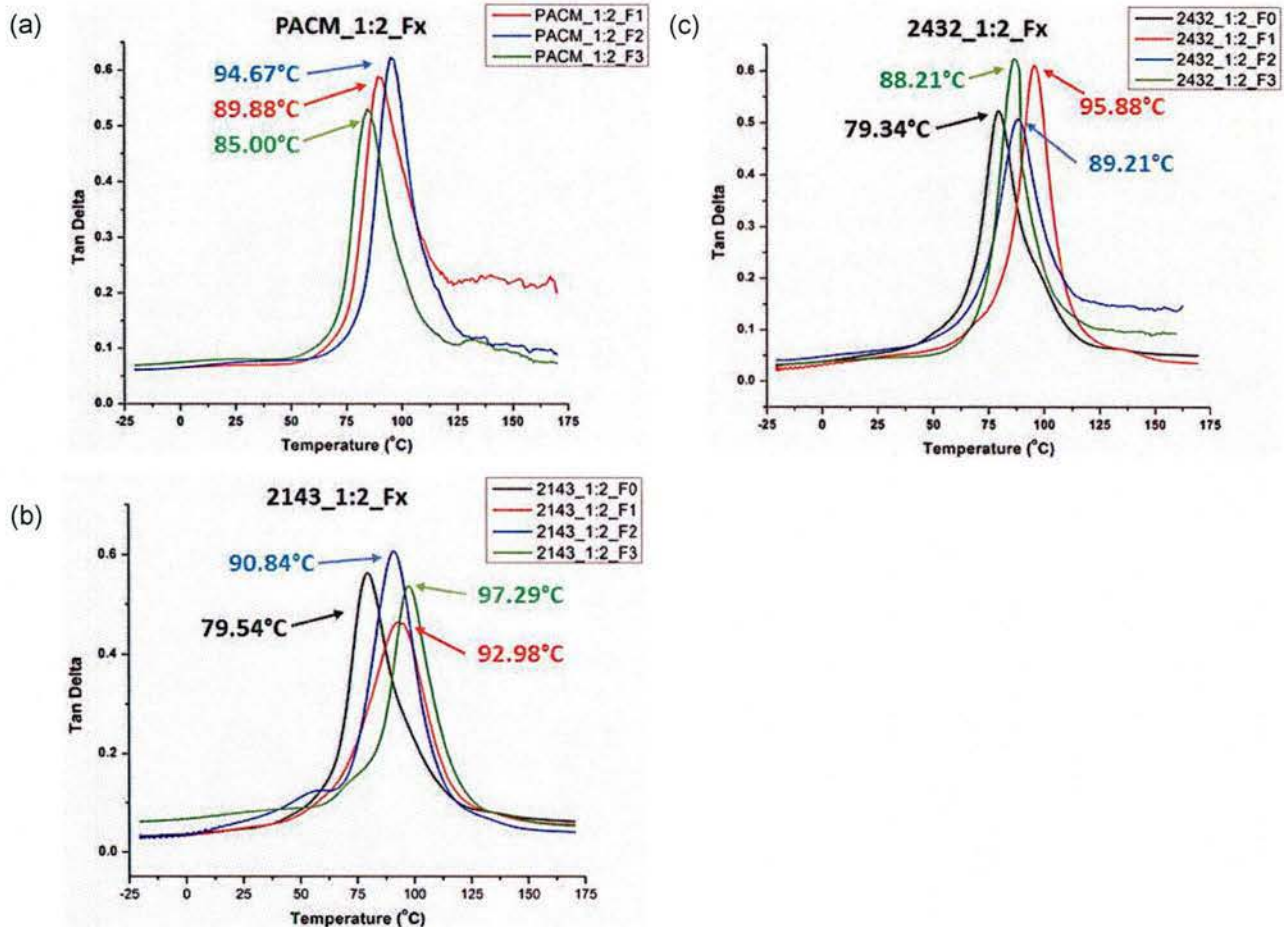 (a)
PACM_1:2_Fx
PACM_1:2_F1
PACM_1:2_F2
PACM_1:2_F3
94.67°C
89.88°C
85.00°C
Tan Delta
0.6
0.5
0.4
0.3
0.2
0.1
0.0
-25 0 25 50 75 100 125 150 175
Temperature (°C)
(c)
2432_1:2_Fx
2432_1:2_F0
2432_1:2_F1
2432_1:2_F2
2432_1:2_F3
88.21°C
79.34°C
95.88°C
89.21°C
Tan Delta
0.6
0.5
0.4
0.3
0.2
0.1
0.0
-25 0 25 50 75 100 125 150 175
Temperature (°C)
(b)
2143_1:2_Fx
2143_1:2_F0
2143_1:2_F1
2143_1:2_F2
2143_1:2_F3
90.84°C
79.54°C
97.29°C
92.98°C
Tan Delta
0.6
0.4
0.2
0.0
-25 0 25 50 75 100 125 150 175
Temperature (°C)